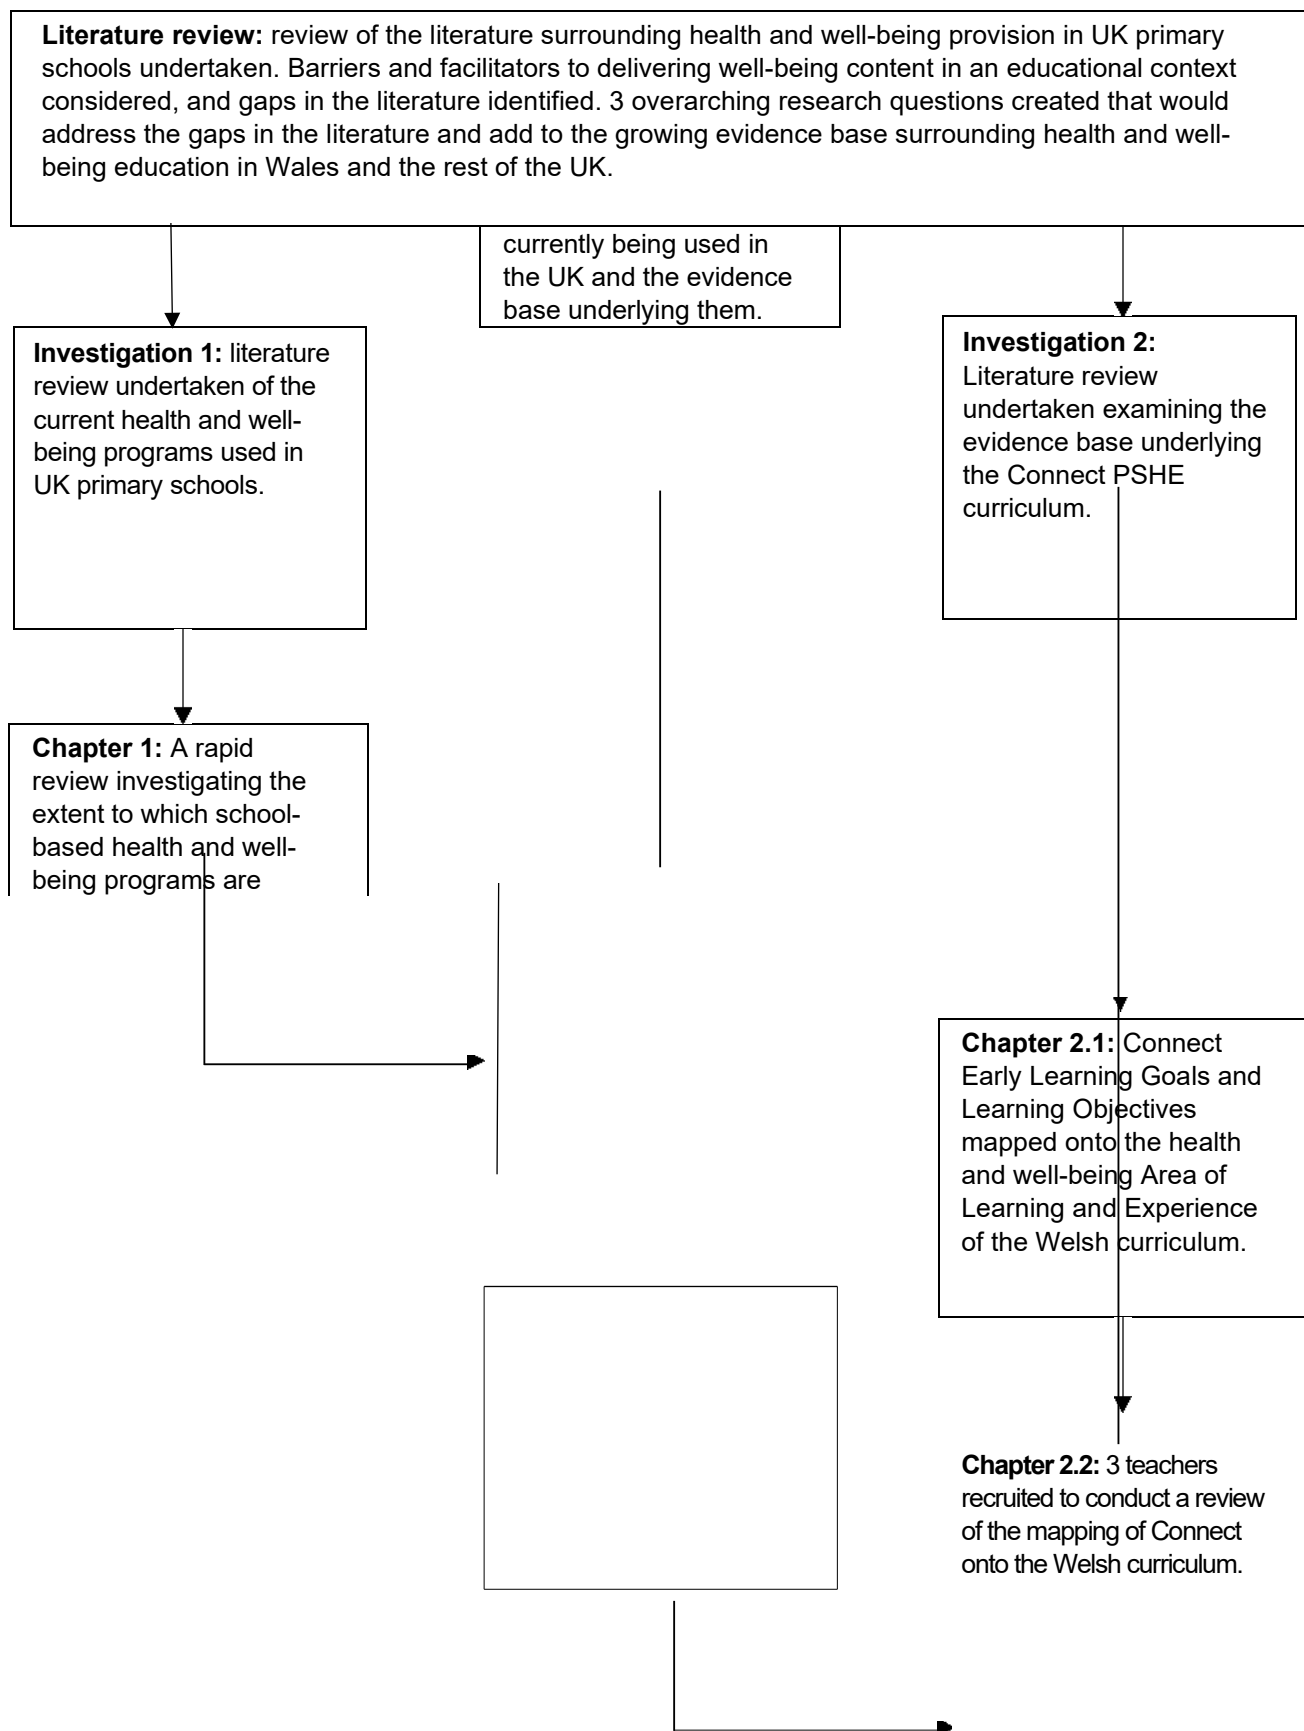 Literature review: review of the literature surrounding health and well-being provision in UK primary
schools undertaken. Barriers and facilitators to delivering well-being content in an educational context
considered, and gaps in the literature identified. 3 overarching research questions created that would
address the gaps in the literature and add to the growing evidence base surrounding health and well-
being education in Wales and the rest of the UK.
currently being used in
the UK and the evidence
base underlying them.
Investigation 1: literature
review undertaken of the
current health and well-
being programs used in
UK primary schools.
Investigation 2:
Literature review
undertaken examining the
evidence base underlying
the Connect PSHE
curriculum.
Chapter 1: A rapid
review investigating the
extent to which school-
based health and well-
being programs are
Chapter 2.1: Connect
Early Learning Goals and
Learning Objectives
mapped onto the health
and well-being Area of
Learning and Experience
of the Welsh curriculum.
Chapter 2.2: 3 teachers
recruited to conduct a review
of the mapping of Connect
onto the Welsh curriculum.